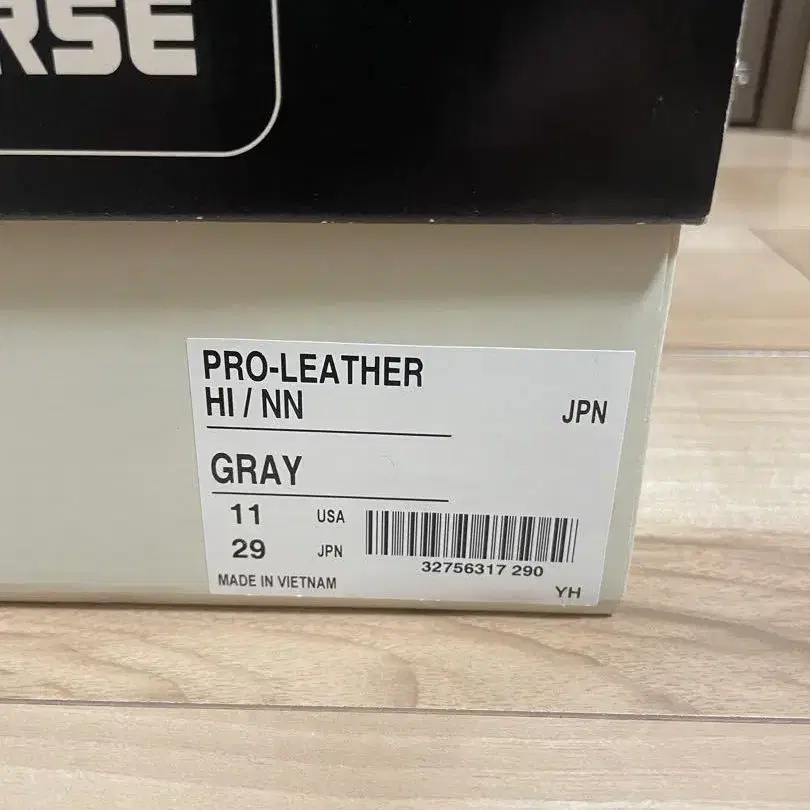 RSE
PRO-LEATHER
HI / NN
JPN
GRAY
11 USA
29 JPN
32756317 290
MADE IN VIETNAM
YH